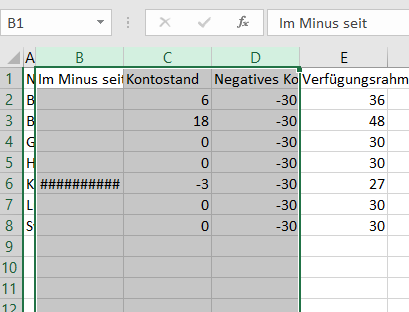 B1 fx Im Minus seit
A B C D E
1 N Im Minus seit Kontostand Negatives Ko Verfügungsrahm
2 B 6 -30 36
3 B 18 -30 48
4 G 0 -30 30
5 H 0 -30 30
6 K ########## -3 -30 27
7 L 0 -30 30
8 S 0 -30 30
9
10
11
12